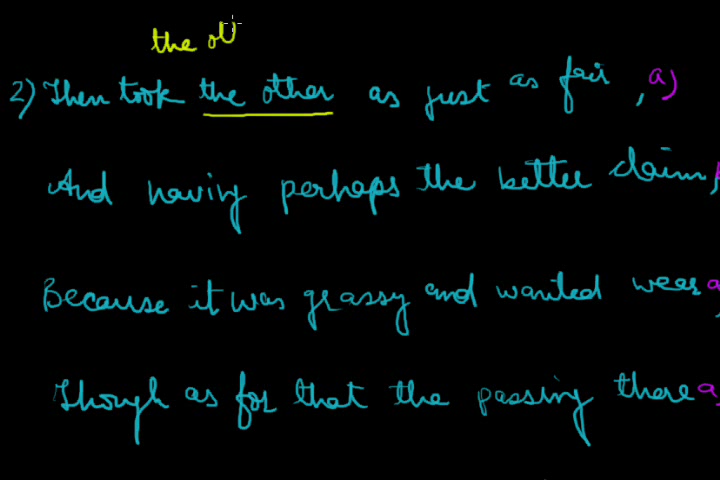 the ot
2) Then took the other as just as fair, a)
And having perhaps the better claim,
Because it was grassy and wanted wear a
Though as for that the passing there a